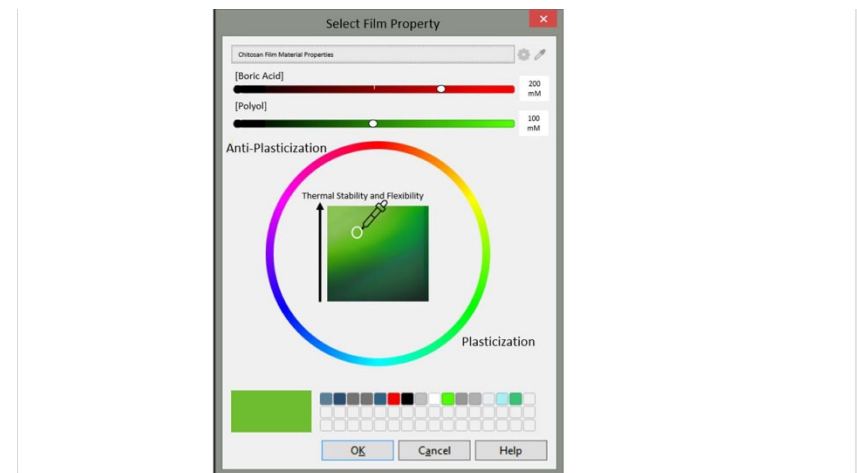 Select Film Property
Chitosan Film Material Properties
[Boric Acid]
200
mM
[Polyol]
100
mM
Anti-Plasticization
Thermal Stability and Flexibility
Plasticization
OK
Cancel
Help